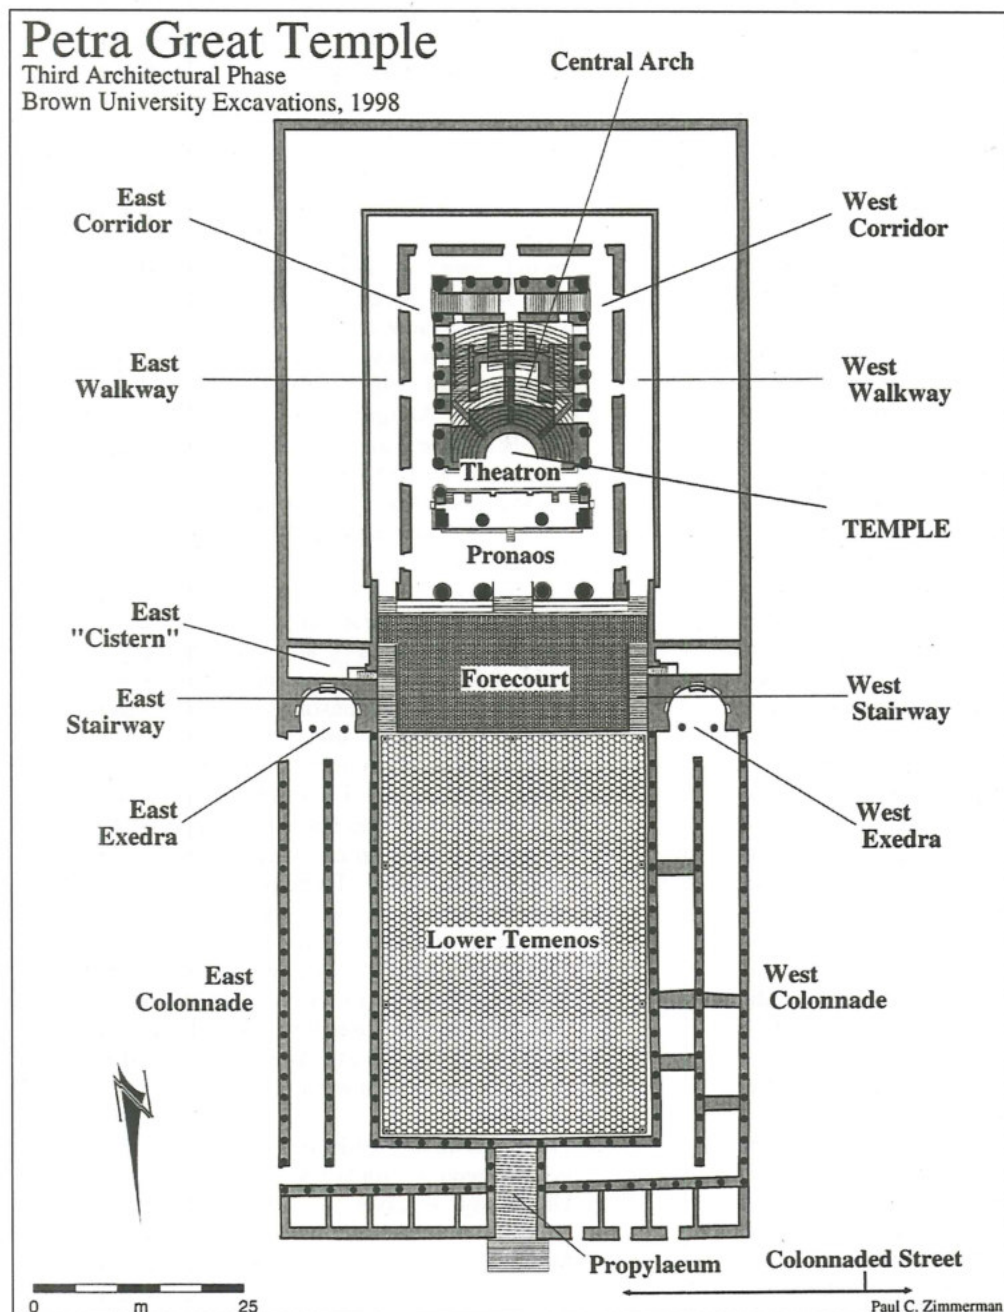 Petra Great Temple
Third Architectural Phase
Brown University Excavations, 1998
Central Arch
East
Corridor
West
Corridor
East
Walkway
West
Walkway
Theatron
TEMPLE
Pronaos
East
"Cistern"
Forecourt
East
Stairway
West
Stairway
East
Exedra
West
Exedra
Lower Temenos
East
Colonnade
West
Colonnade
N
Propylaeum
Colonnaded Street
0 m 25
Paul C. Zimmerman